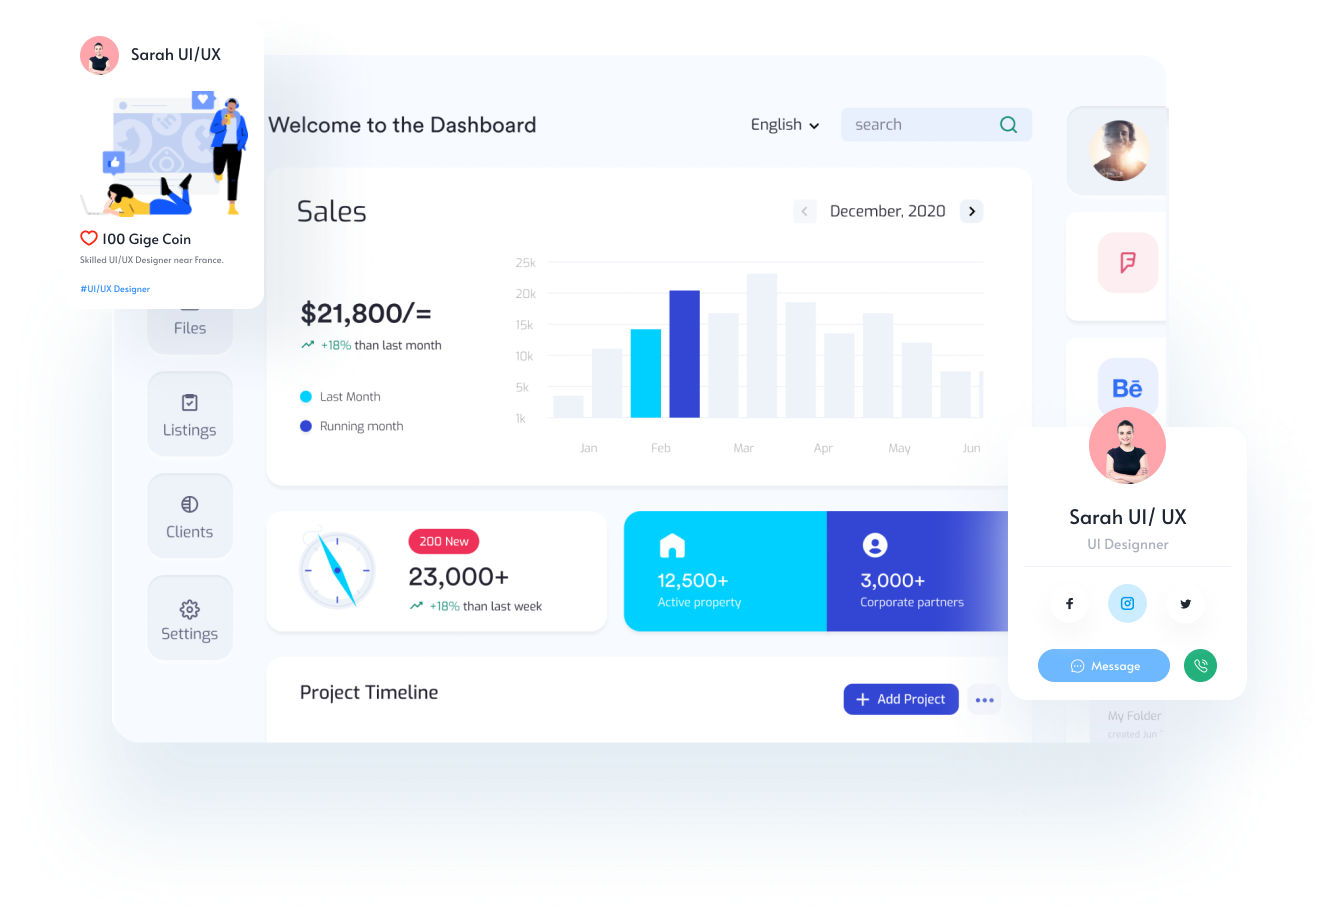 Sarah UI/UX
100 Gige Coin
Skilled UI/UX Designer near France.
#UI/UX Designer
Welcome to the Dashboard
English
search
Files
Listings
Clients
Settings
Sales
December, 2020
$21,800/=
+18% than last month
Last Month
Running month
25k
20k
15k
10k
5k
1k
Jan Feb Mar Apr May Jun
200 New
23,000+
+18% than last week
12,500+
Active property
3,000+
Corporate partners
Project Timeline
Add Project
Bē
Sarah UI/ UX
UI Designner
Message
My Folder
created Jun